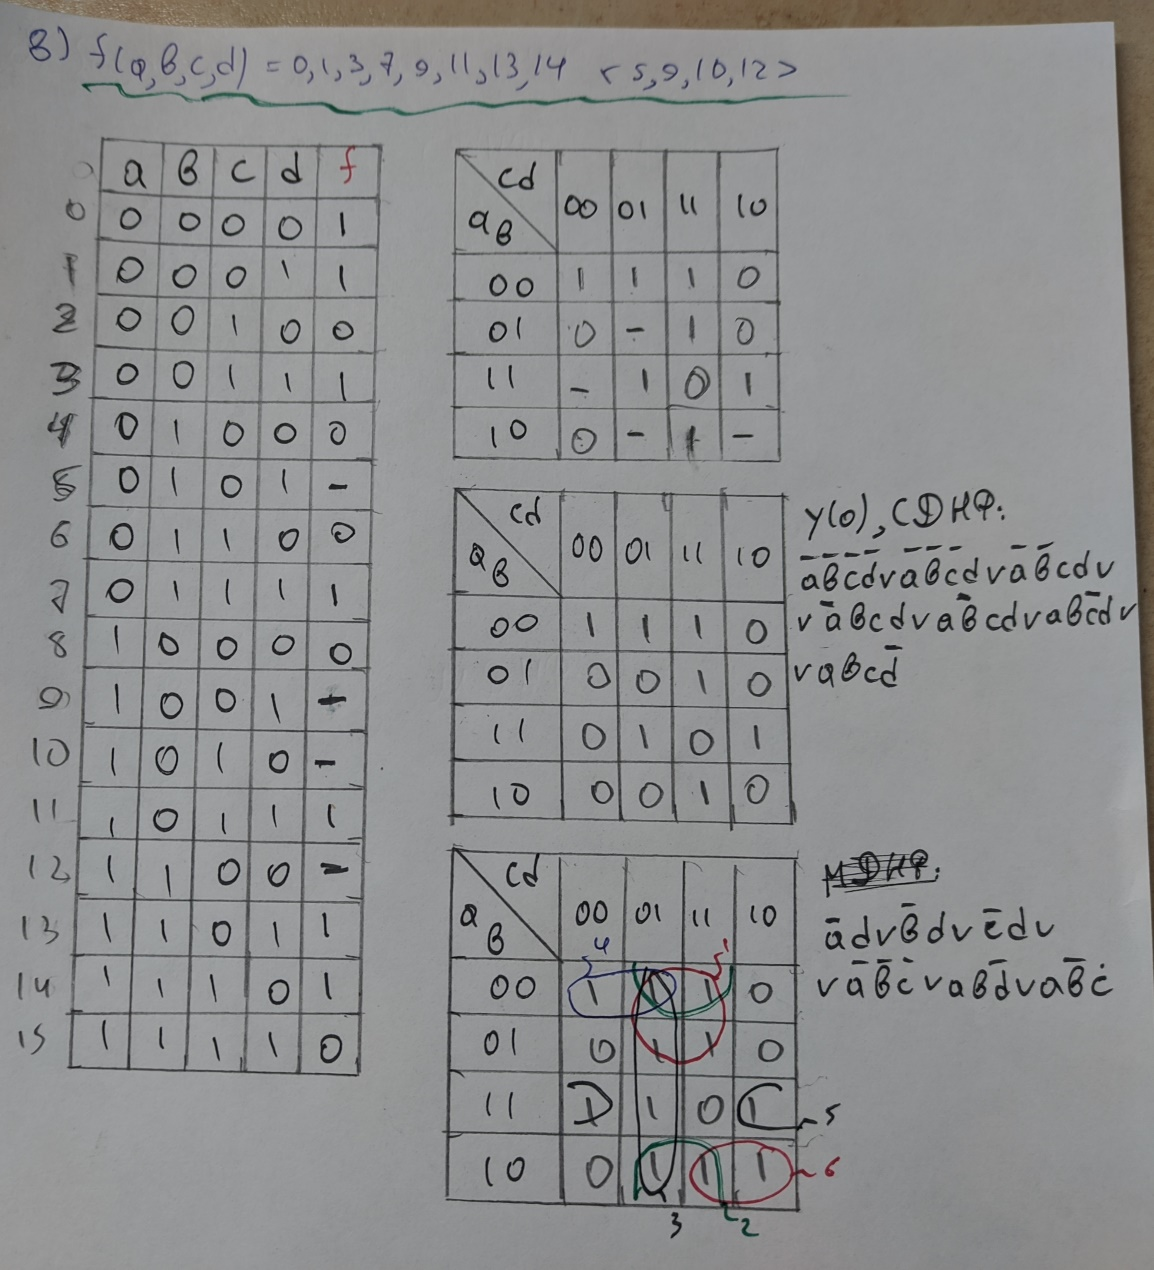 в) f(a,b,c,d) = 0,1,3,7,9,11,13,14 <5,9,10,12>
a b c d f
0 0 0 0 0 1
1 0 0 0 1 1
2 0 0 1 0 0
3 0 0 1 1 1
4 0 1 0 0 0
5 0 1 0 1 -
6 0 1 1 0 0
7 0 1 1 1 1
8 1 0 0 0 0
9 1 0 0 1 -
10 1 0 1 0 -
11 1 0 1 1 1
12 1 1 0 0 -
13 1 1 0 1 1
14 1 1 1 0 1
15 1 1 1 1 0
cd
ab 00 01 11 10
00 1 1 1 0
01 0 - 1 0
11 - 1 0 1
10 0 - 1 -
cd
ab 00 01 11 10
00 1 1 1 0
01 0 0 1 0
11 0 1 0 1
10 0 0 1 0
y(0), СДНФ:
a̅b̅c̅d̅ v a̅b̅c̅d v a̅b̅cd v
v a̅bcd v ab̅cd v abc̅d v
v abcd̅
cd
ab 00 01 11 10
4 1
00 1 1 1 0
01 0 1 1 0
11 1 1 0 1 5
10 0 1 1 1 6
3 2
МДНФ:
a̅d v b̅d v c̅d v
v a̅b̅c̅ v abd̅ v ab̅c